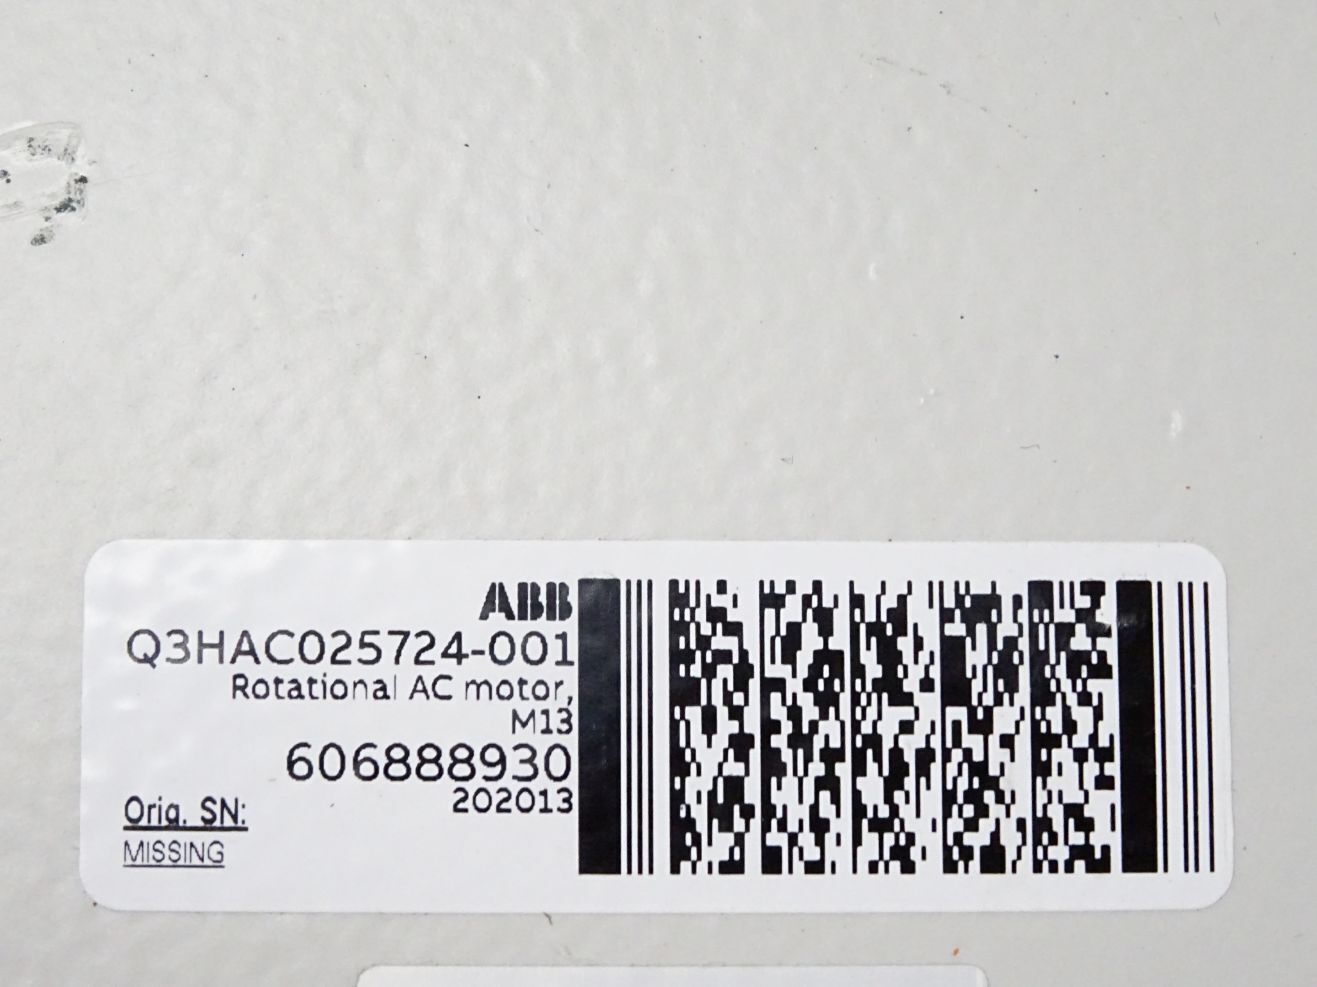 ABB
Q3HAC025724-001
Rotational AC motor,
M13
606888930
202013
Orig. SN:
MISSING